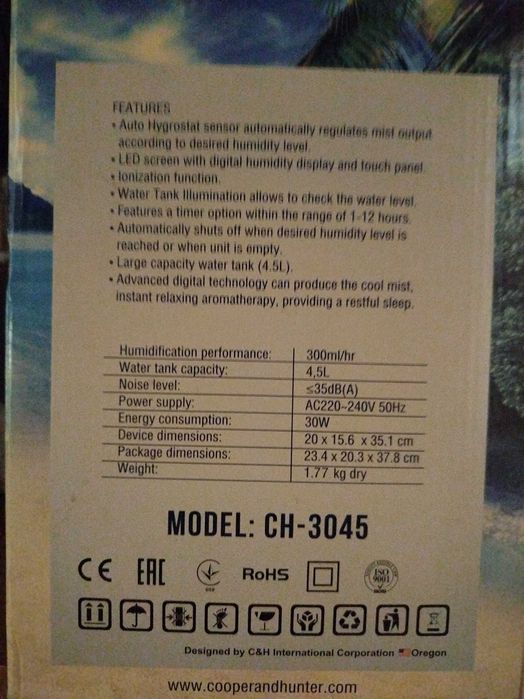 FEATURES
• Auto Hygrostat sensor automatically regulates mist output
according to desired humidity level.
• LED screen with digital humidity display and touch panel.
• Ionization function.
• Water Tank Illumination allows to check the water level.
• Features a timer option within the range of 1-12 hours.
• Automatically shuts off when desired humidity level is
reached or when unit is empty.
• Large capacity water tank (4.5L).
• Advanced digital technology can produce the cool mist,
instant relaxing aromatherapy, providing a restful sleep.
Humidification performance: 300ml/hr
Water tank capacity: 4,5L
Noise level: ≤35dB(A)
Power supply: AC220~240V 50Hz
Energy consumption: 30W
Device dimensions: 20 x 15.6 x 35.1 cm
Package dimensions: 23.4 x 20.3 x 37.8 cm
Weight: 1.77 kg dry
MODEL: CH-3045
CE EAC RoHS ISO
9001
Designed by C&H International Corporation Oregon
www.cooperandhunter.com